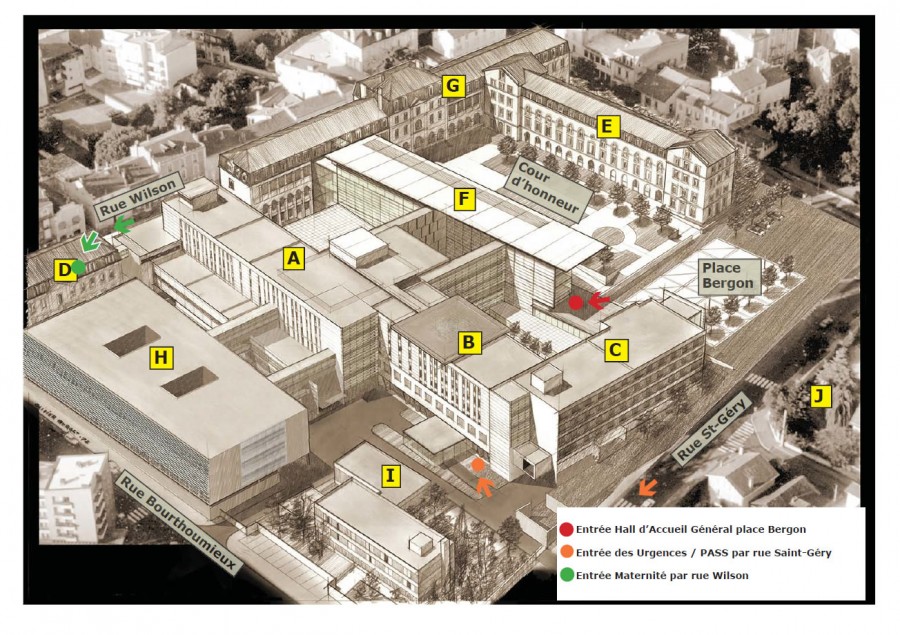 G
E
Cour
d'honneur
Rue Wilson
F
D
A
Place
Bergon
H
B
C
J
Rue St-Géry
I
Rue Bourthoumieux
Entrée Hall d'Accueil Général place Bergon
Entrée des Urgences / PASS par rue Saint-Géry
Entrée Maternité par rue Wilson